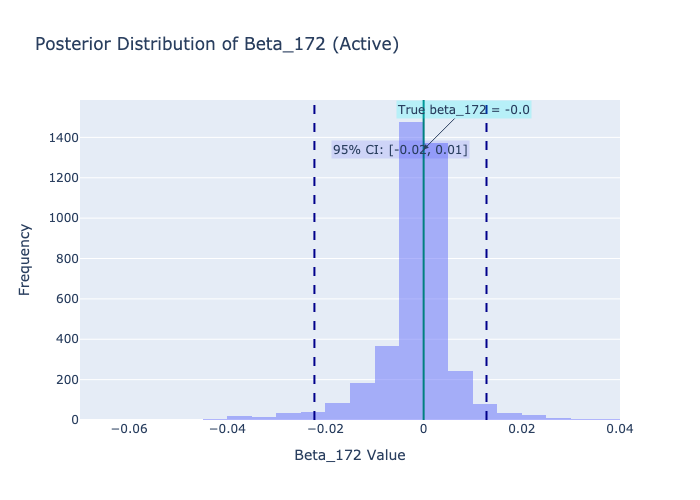 Posterior Distribution of Beta_172 (Active)
True beta_172 = -0.0
95% CI: [-0.02, 0.01]
1400
1200
1000
800
600
400
200
0
Frequency
−0.06
−0.04
−0.02
0
0.02
0.04
Beta_172 Value